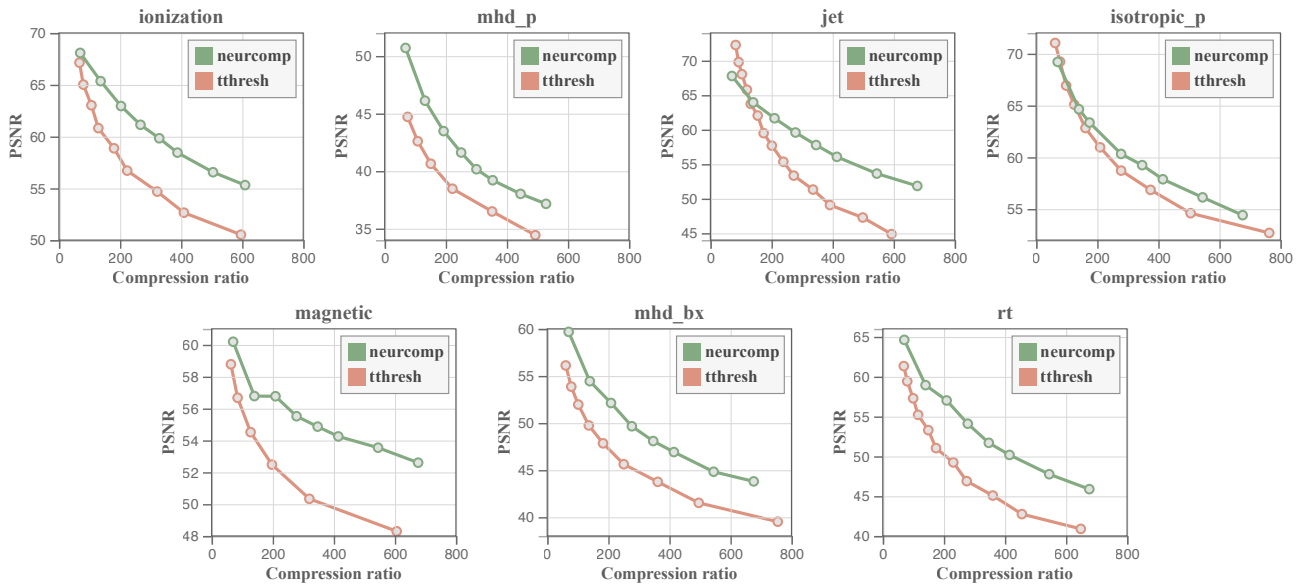 ionization
70
65
60
55
50
PSNR
neurcomp
tthresh
0 200 400 600 800
Compression ratio
mhd_p
50
45
40
35
PSNR
neurcomp
tthresh
0 200 400 600 800
Compression ratio
jet
70
65
60
55
50
45
PSNR
neurcomp
tthresh
0 200 400 600 800
Compression ratio
isotropic_p
70
65
60
55
PSNR
neurcomp
tthresh
0 200 400 600 800
Compression ratio
magnetic
60
58
56
54
52
50
48
PSNR
neurcomp
tthresh
0 200 400 600 800
Compression ratio
mhd_bx
60
55
50
45
40
PSNR
neurcomp
tthresh
0 200 400 600 800
Compression ratio
rt
65
60
55
50
45
40
PSNR
neurcomp
tthresh
0 200 400 600 800
Compression ratio